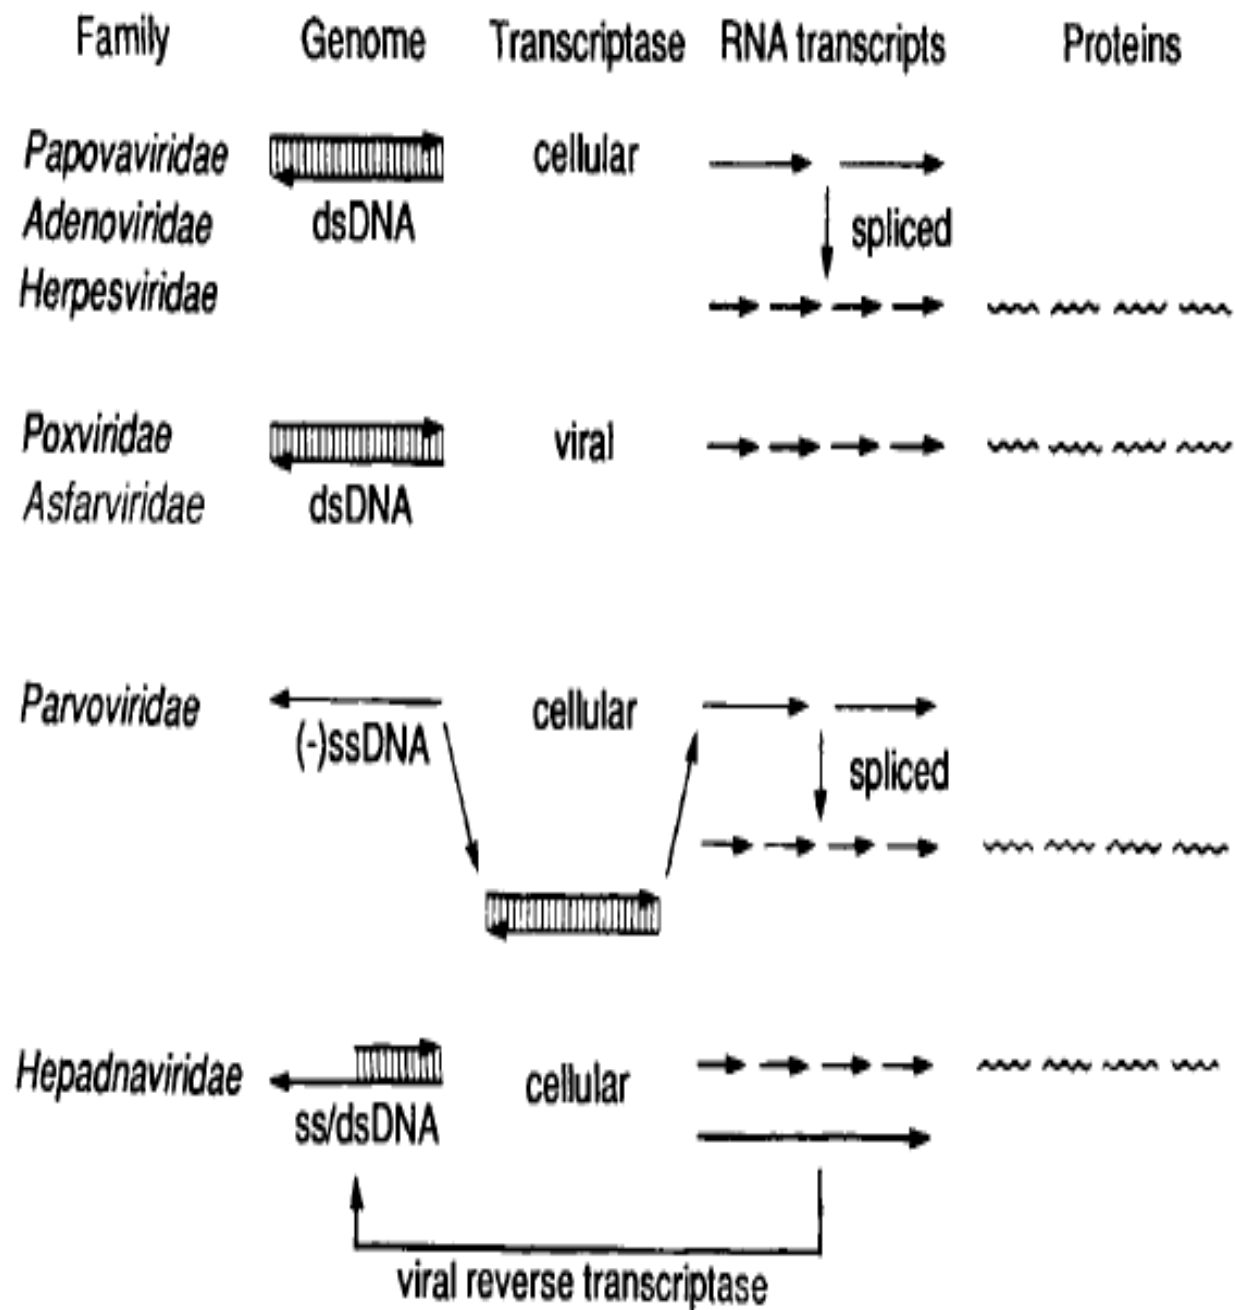 Family Genome Transcriptase RNA transcripts Proteins
Papovaviridae cellular
Adenoviridae dsDNA spliced
Herpesviridae
Poxviridae viral
Asfarviridae dsDNA
Parvoviridae cellular
(-)ssDNA spliced
Hepadnaviridae cellular
ss/dsDNA
viral reverse transcriptase